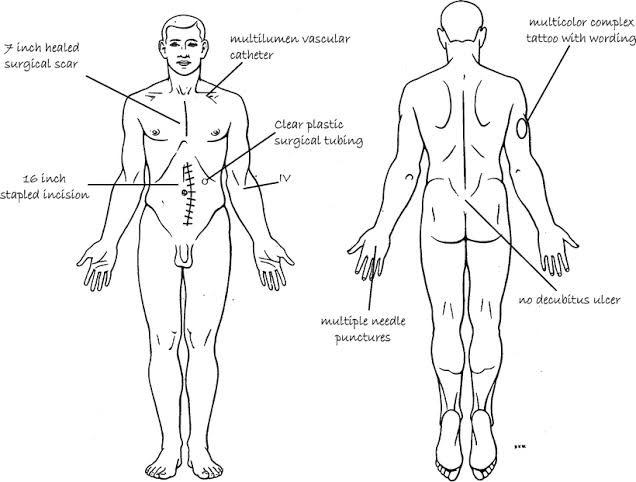 7 inch healed
surgical scar
multilumen vascular
catheter
Clear plastic
surgical tubing
16 inch
stapled incision
IV
multicolor complex
tattoo with wording
no decubitus ulcer
multiple needle
punctures